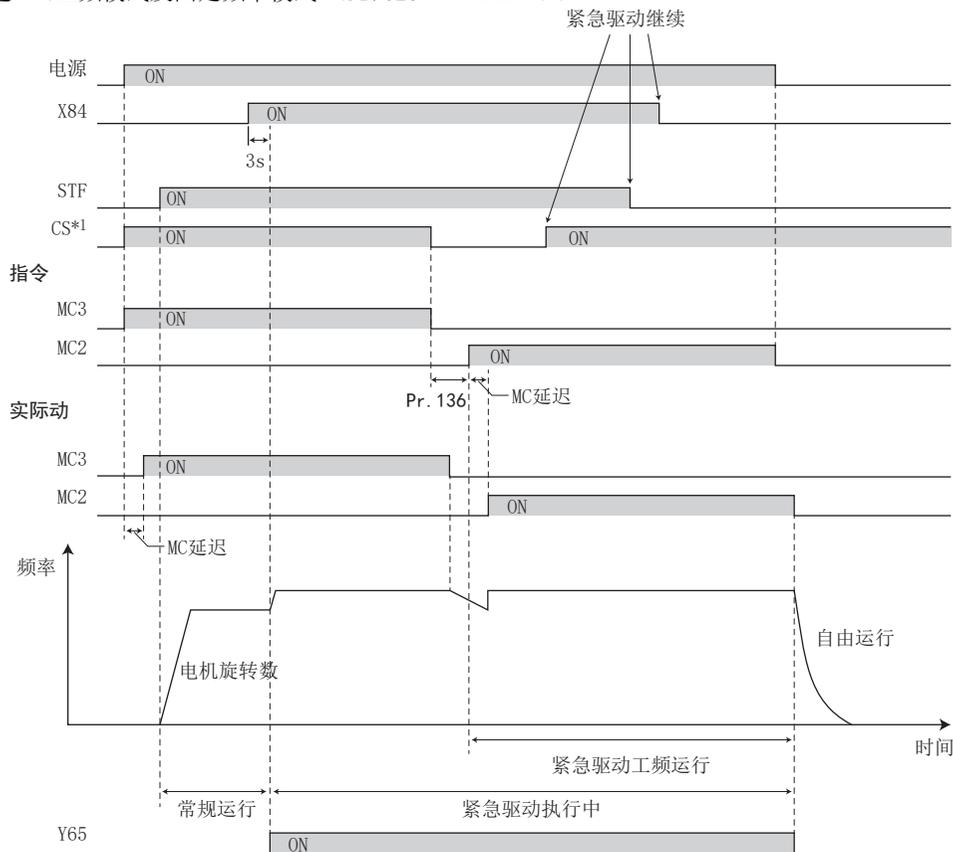 紧急驱动继续
电源
ON
X84
ON
3s
STF
ON
CS*1
ON
ON
指令
MC3
ON
MC2
ON
Pr.136
MC延迟
实际动
MC3
ON
MC2
ON
MC延迟
频率
电机旋转数
自由运行
时间
紧急驱动工频运行
常规运行
紧急驱动执行中
Y65
ON